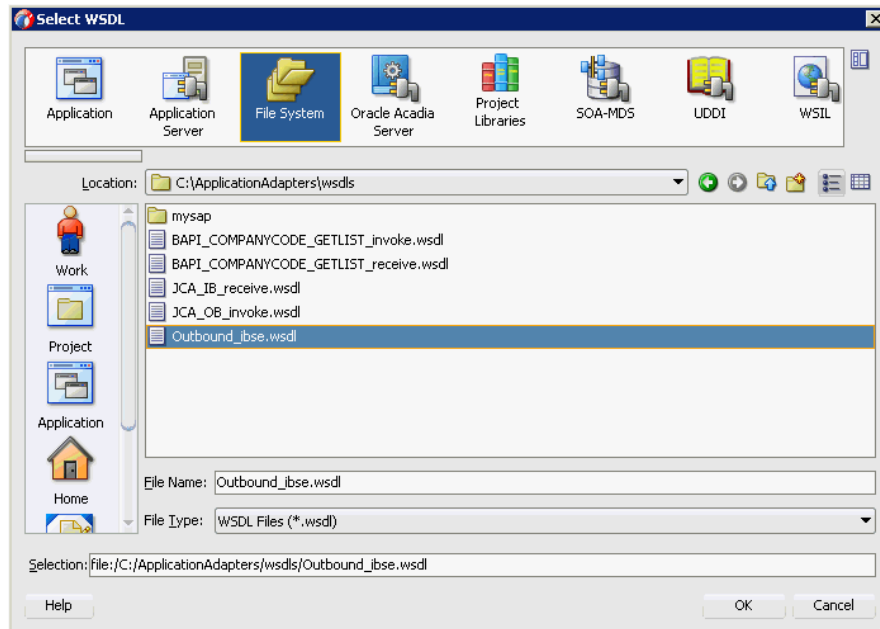 Select WSDL
Application
Application
Server
File System
Oracle Acadia
Server
Project
Libraries
SOA-MDS
UDDI
WSIL
Location: C:\ApplicationAdapters\wsdls
Work
Project
Application
Home
mysap
BAPI_COMPANYCODE_GETLIST_invoke.wsdl
BAPI_COMPANYCODE_GETLIST_receive.wsdl
JCA_IB_receive.wsdl
JCA_OB_invoke.wsdl
Outbound_ibse.wsdl
File Name: Outbound_ibse.wsdl
File Type: WSDL Files (*.wsdl)
Selection: file:/C:/ApplicationAdapters/wsdls/Outbound_ibse.wsdl
Help
OK
Cancel